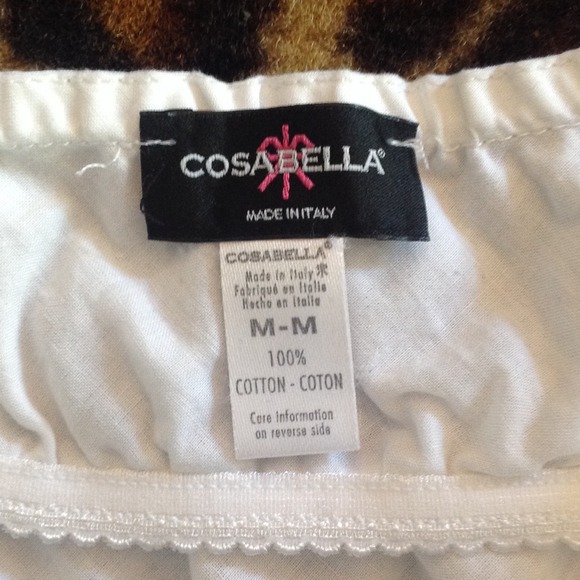 COSABELLA®
MADE IN ITALY
COSABELLA®
Made in Italy
Fabriqué en Italie
Hecho en Italia
M-M
100%
COTTON - COTON
Care information
on reverse side